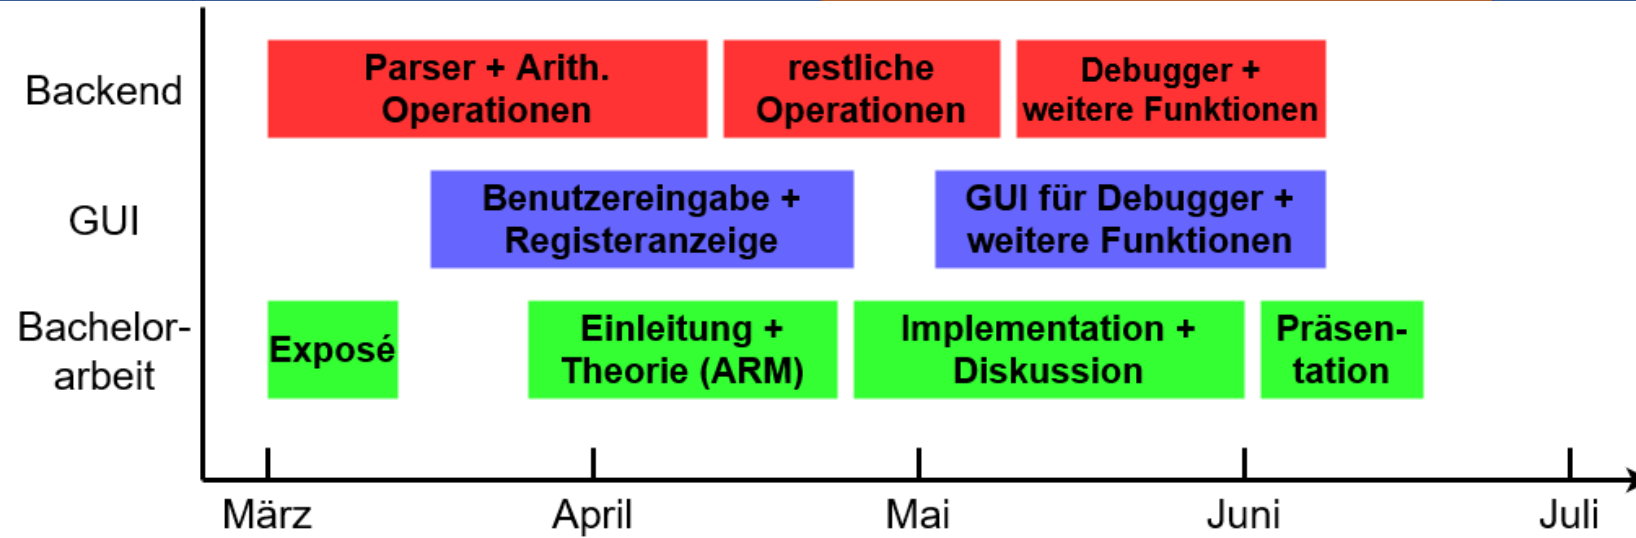 Backend
Parser + Arith.
Operationen
restliche
Operationen
Debugger +
weitere Funktionen
GUI
Benutzereingabe +
Registeranzeige
GUI für Debugger +
weitere Funktionen
Bachelor-
arbeit
Exposé
Einleitung +
Theorie (ARM)
Implementation +
Diskussion
Präsen-
tation
März
April
Mai
Juni
Juli